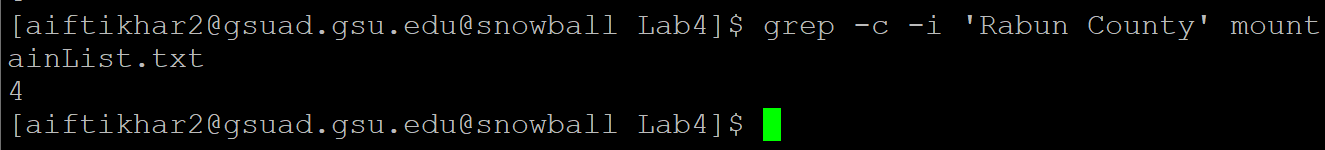 [aiftikhar2@gsuad.gsu.edu@snowball Lab4]$ grep -c -i 'Rabun County' mount
ainList.txt
4
[aiftikhar2@gsuad.gsu.edu@snowball Lab4]$